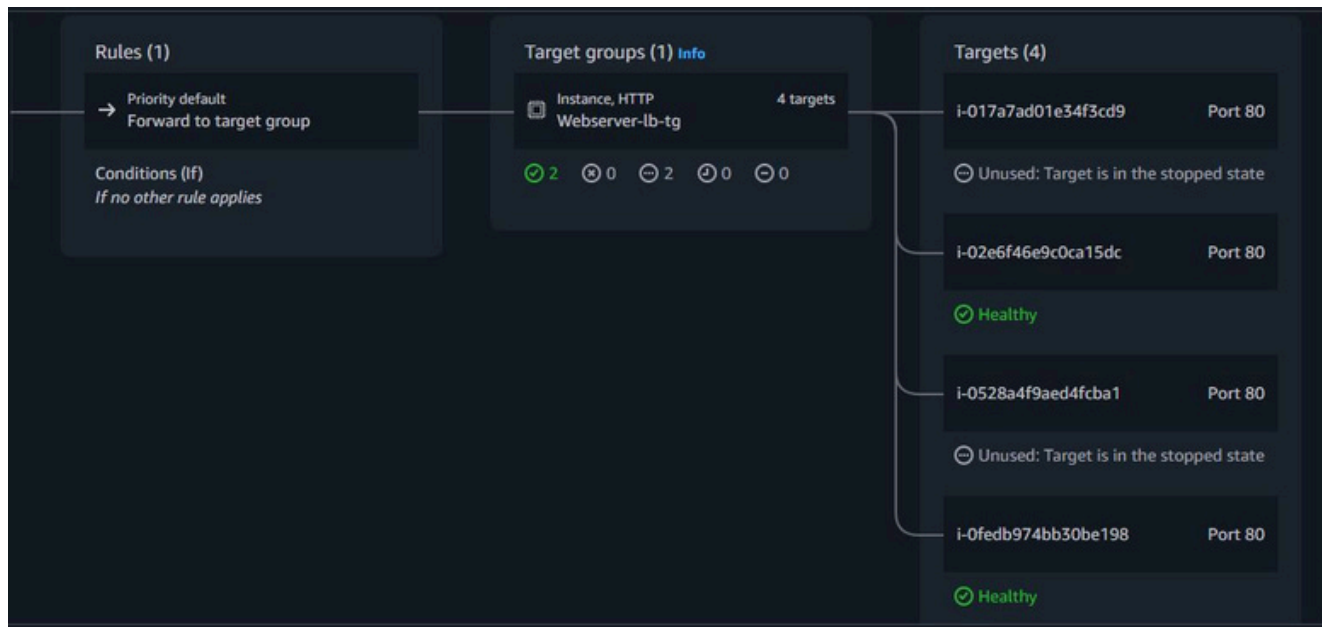 Rules (1)
Priority default
Forward to target group
Conditions (If)
If no other rule applies
Target groups (1) Info
Instance, HTTP 4 targets
Webserver-lb-tg
2 0 2 0 0
Targets (4)
i-017a7ad01e34f3cd9 Port 80
Unused: Target is in the stopped state
i-02e6f46e9c0ca15dc Port 80
Healthy
i-0528a4f9aed4fcba1 Port 80
Unused: Target is in the stopped state
i-0fedb974bb30be198 Port 80
Healthy